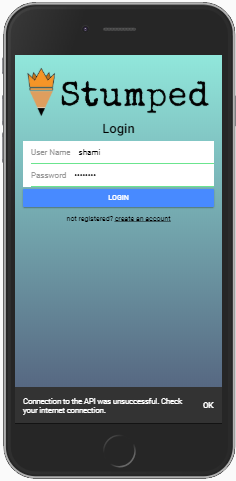 Stumped
Login
User Name shami
Password ••••••••
LOGIN
not registered? create an account
Connection to the API was unsuccessful. Check
your internet connection.
OK